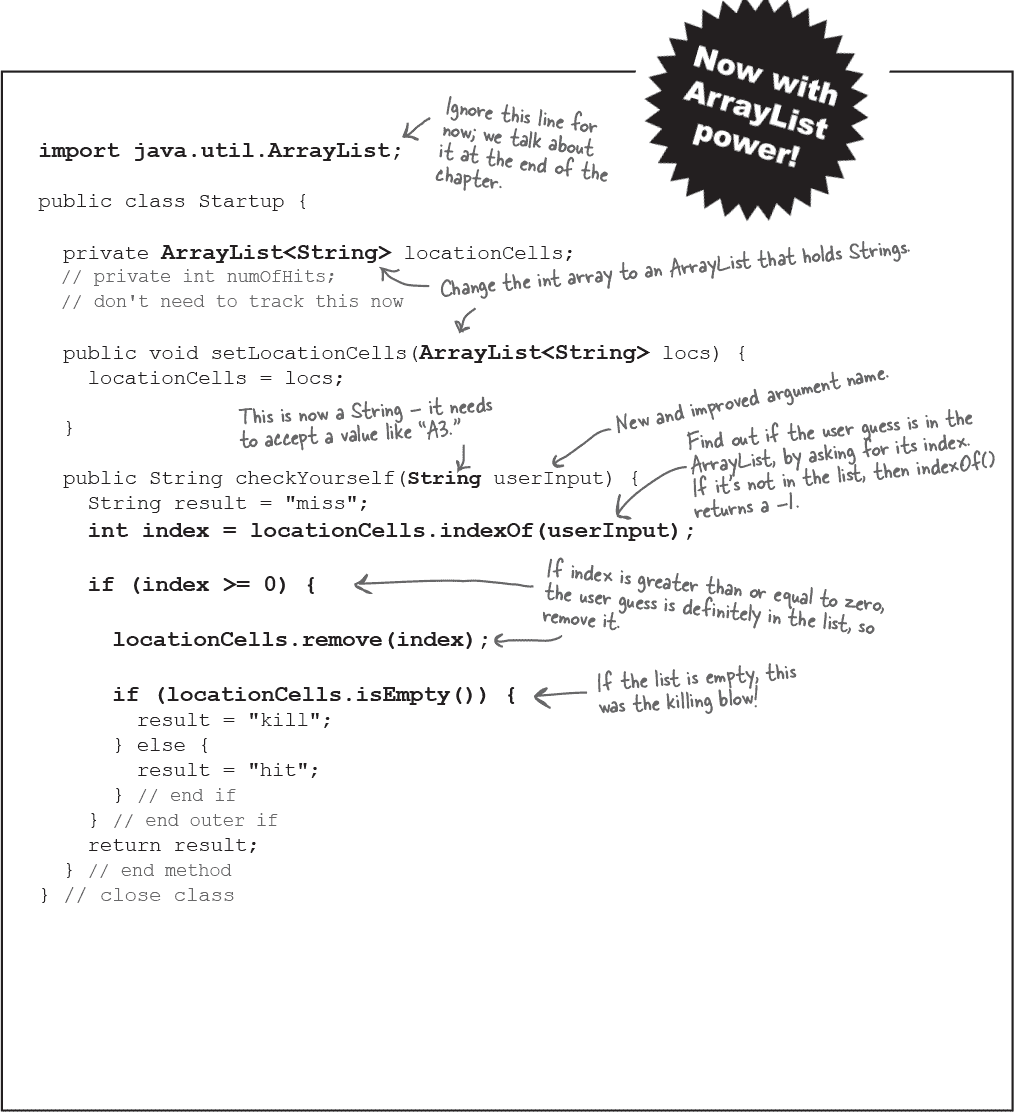 Now with
ArrayList
power!
import java.util.ArrayList;
Ignore this line for
now; we talk about
it at the end of the
chapter.
public class Startup {
private ArrayList<String> locationCells;
// private int numOfHits;
// don't need to track this now
Change the int array to an ArrayList that holds Strings.
public void setLocationCells(ArrayList<String> locs) {
locationCells = locs;
}
This is now a String – it needs
to accept a value like “A3.”
New and improved argument name.
Find out if the user guess is in the
ArrayList, by asking for its index.
If it's not in the list, then indexOf()
returns a –1.
public String checkYourself(String userInput) {
String result = "miss";
int index = locationCells.indexOf(userInput);
if (index >= 0) {
If index is greater than or equal to zero,
the user guess is definitely in the list, so
remove it.
locationCells.remove(index);
if (locationCells.isEmpty()) {
If the list is empty, this
was the killing blow!
result = "kill";
} else {
result = "hit";
} // end if
} // end outer if
return result;
} // end method
} // close class